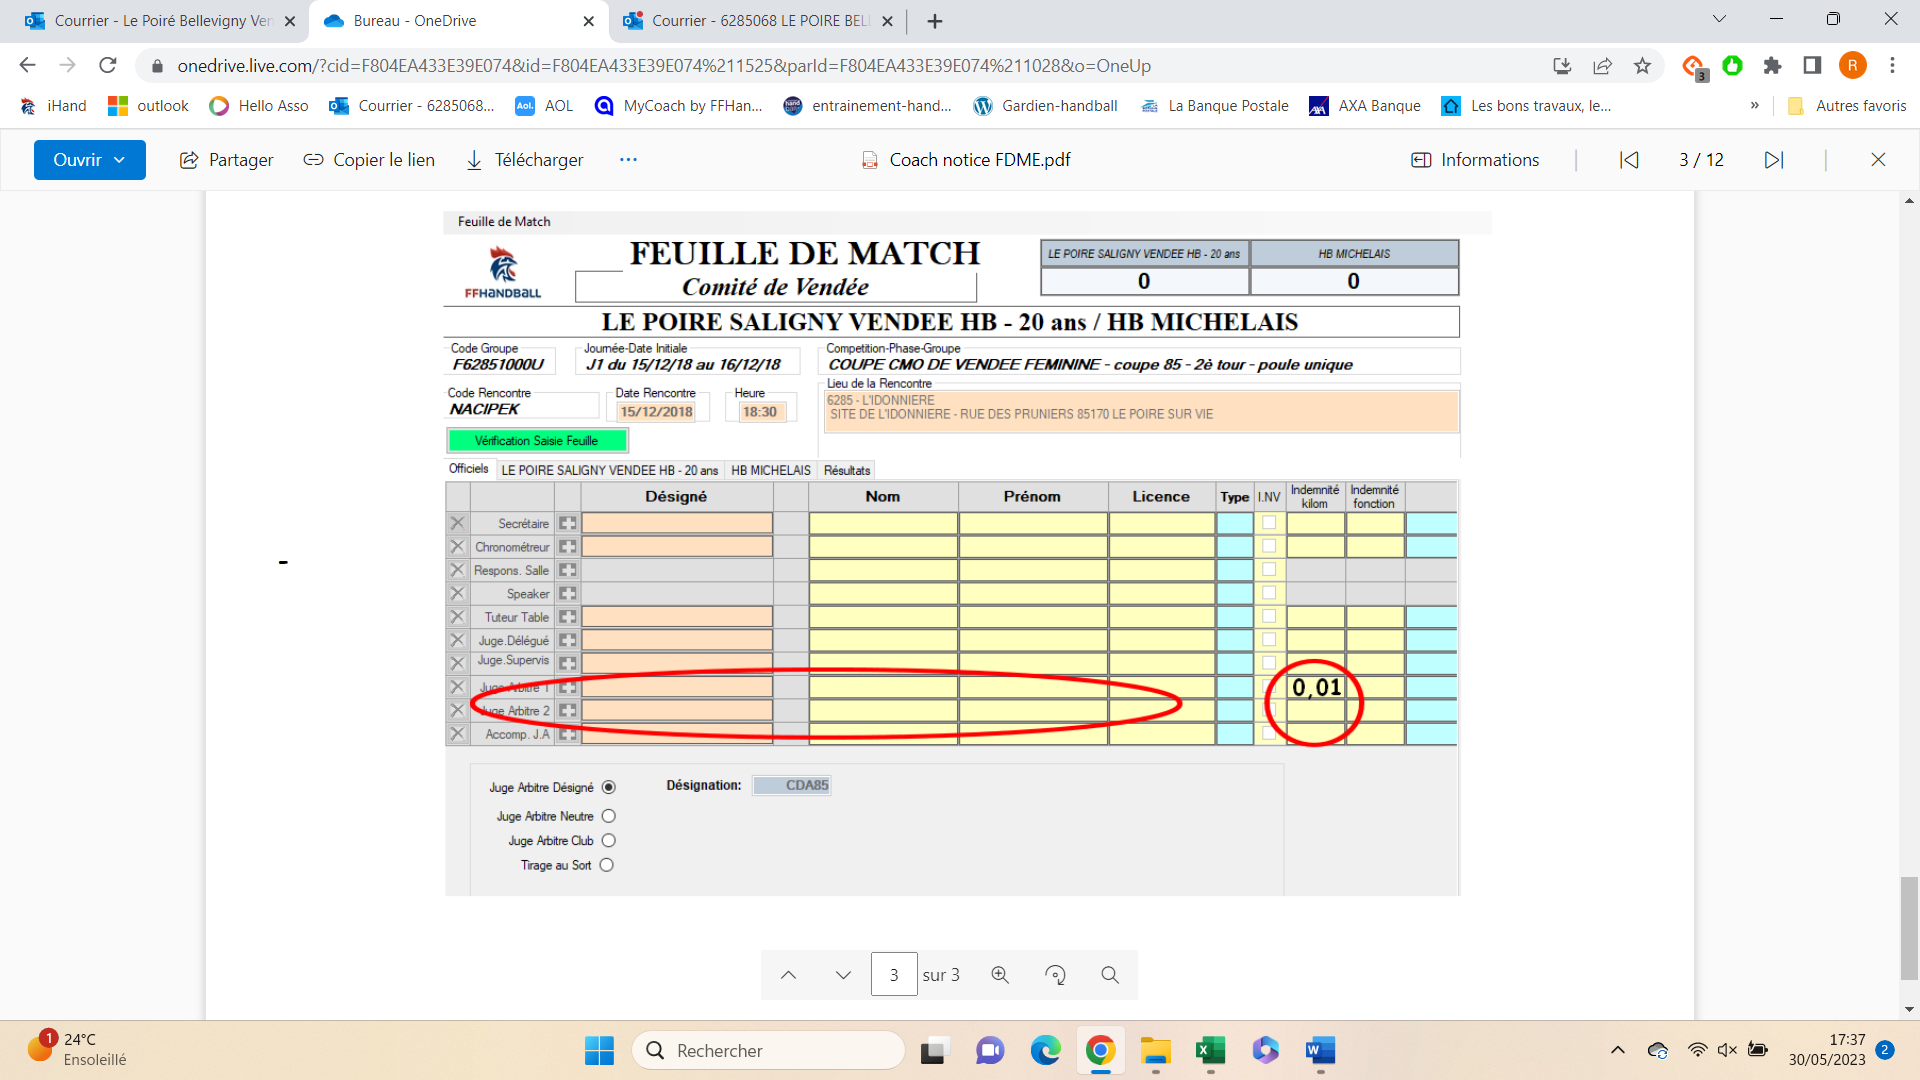 Courrier - Le Poiré Bellevigny Ven
Bureau - OneDrive
Courrier - 6285068 LE POIRE BEL
onedrive.live.com/?cid=F804EA433E39E074&id=F804EA433E39E074%211525&parId=F804EA433E39E074%211028&o=OneUp
3
R
iHand
outlook
Hello Asso
Courrier - 6285068...
Aol.
AOL
MyCoach by FFHan...
entrainement-hand...
Gardien-handball
La Banque Postale
AXA Banque
Les bons travaux, le...
»
Autres favoris
Ouvrir
Partager
Copier le lien
Télécharger
...
Coach notice FDME.pdf
Informations
3 / 12
Feuille de Match
FFHANDBALL
FEUILLE DE MATCH
Comité de Vendée
LE POIRE SALIGNY VENDEE HB - 20 ans
HB MICHELAIS
0
0
LE POIRE SALIGNY VENDEE HB - 20 ans / HB MICHELAIS
Code Groupe
F62851000U
Journée-Date Initiale
J1 du 15/12/18 au 16/12/18
Competition-Phase-Groupe
COUPE CMO DE VENDEE FEMININE - coupe 85 - 2è tour - poule unique
Code Rencontre
NACIPEK
Date Rencontre
15/12/2018
Heure
18:30
Lieu de la Rencontre
6285 - L'IDONNIERE
SITE DE L'IDONNIERE - RUE DES PRUNIERS 85170 LE POIRE SUR VIE
Vérification Saisie Feuille
Officiels
LE POIRE SALIGNY VENDEE HB - 20 ans
HB MICHELAIS
Résultats
Désigné
Nom
Prénom
Licence
Type
I.NV
Indemnité kilom
Indemnité fonction
Secrétaire
Chronométreur
Respons. Salle
-
Speaker
Tuteur Table
Juge.Délégué
Juge.Supervis
Juge Arbitre 1
0,01
Juge Arbitre 2
Accomp. J.A
Juge Arbitre Désigné
Désignation:
CDA85
Juge Arbitre Neutre
Juge Arbitre Club
Tirage au Sort
3 sur 3
1
24°C
Ensoleillé
Rechercher
17:37
30/05/2023
2